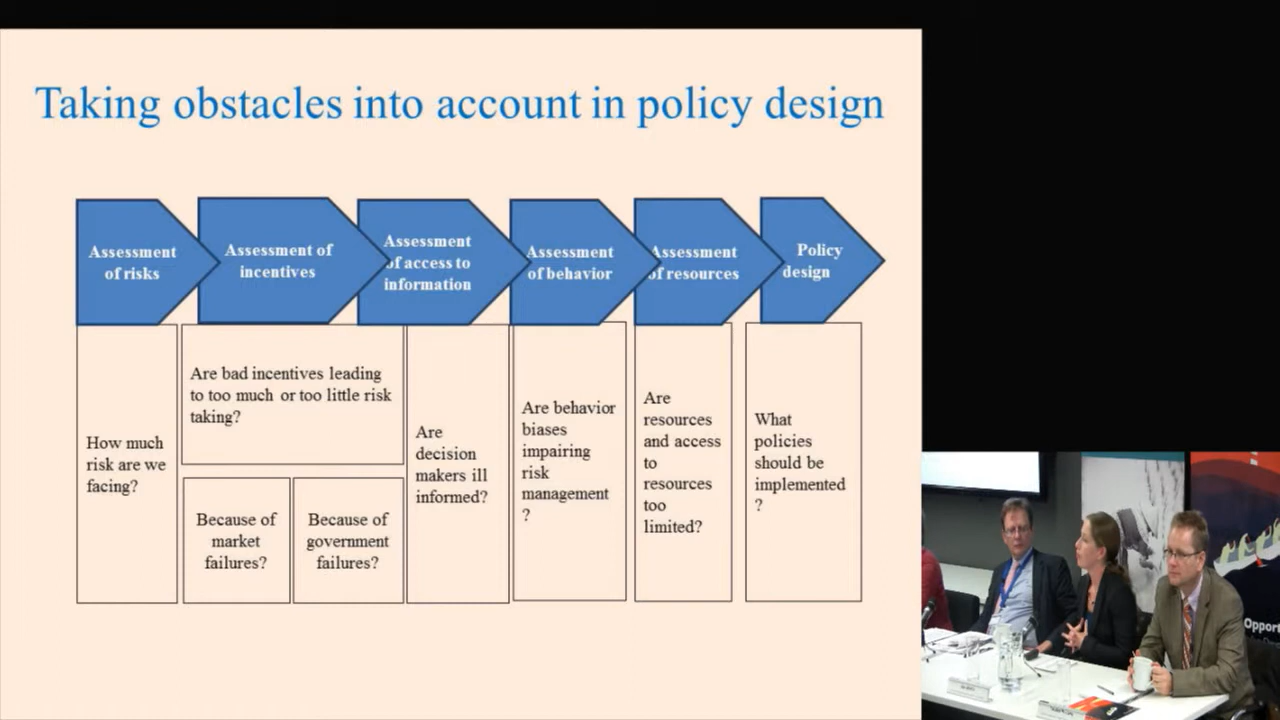 Taking obstacles into account in policy design
Assessment
of risks
Assessment of
incentives
Assessment
of access to
information
Assessment
of behavior
Assessment
of resources
Policy
design
How much
risk are we
facing?
Are bad incentives leading
to too much or too little risk
taking?
Because of
market
failures?
Because of
government
failures?
Are
decision
makers ill
informed?
Are behavior
biases
impairing
risk
management
?
Are
resources
and access
to
resources
too
limited?
What
policies
should be
implemented
?
Opport